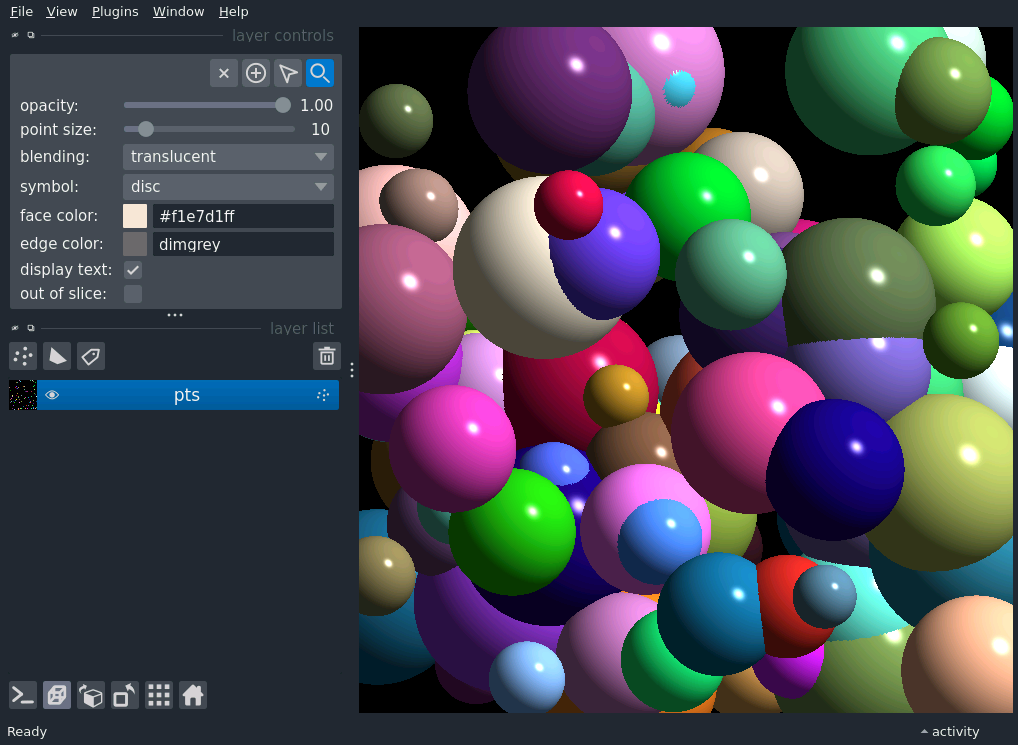 File View Plugins Window Help
layer controls
opacity: 1.00
point size: 10
blending: translucent
symbol: disc
face color: #f1e7d1ff
edge color: dimgrey
display text:
out of slice:
layer list
pts
Ready activity